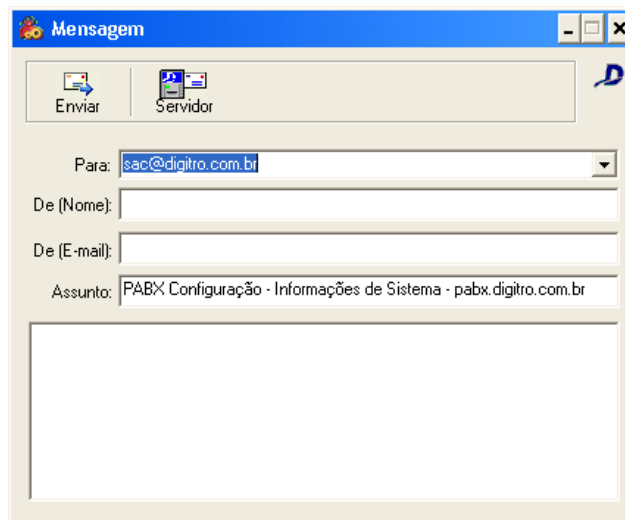 Mensagem
Enviar
Servidor
Para: sac@digitro.com.br
De (Nome):
De (E-mail):
Assunto: PABX Configuração - Informações de Sistema - pabx.digitro.com.br